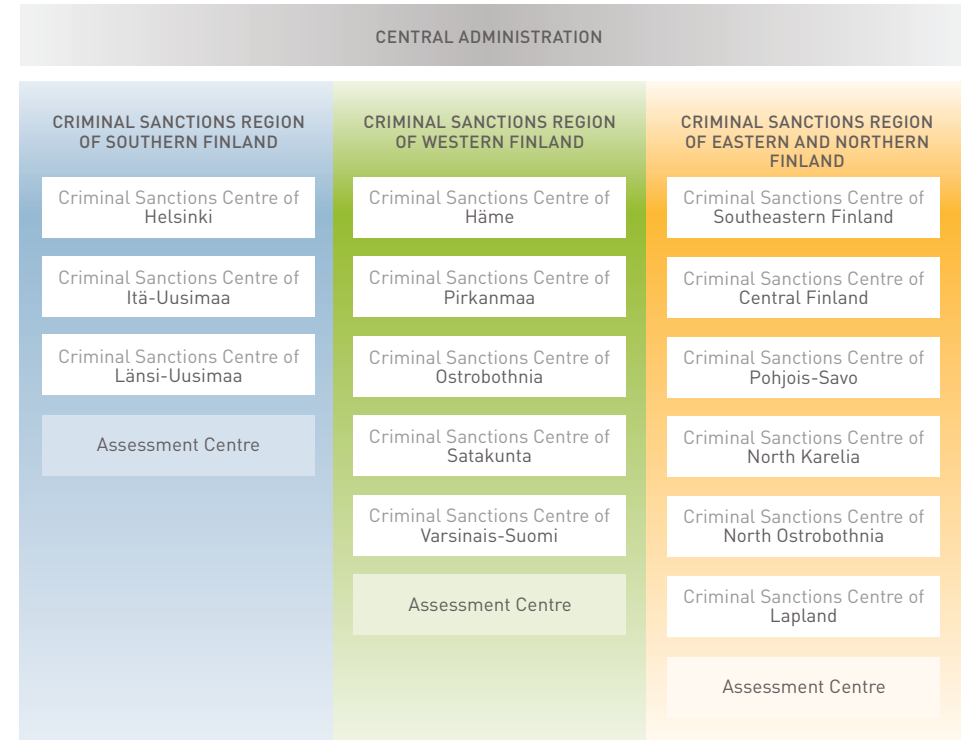 CENTRAL ADMINISTRATION
CRIMINAL SANCTIONS REGION
OF SOUTHERN FINLAND
Criminal Sanctions Centre of
Helsinki
Criminal Sanctions Centre of
Itä-Uusimaa
Criminal Sanctions Centre of
Länsi-Uusimaa
Assessment Centre
CRIMINAL SANCTIONS REGION
OF WESTERN FINLAND
Criminal Sanctions Centre of
Häme
Criminal Sanctions Centre of
Pirkanmaa
Criminal Sanctions Centre of
Ostrobothnia
Criminal Sanctions Centre of
Satakunta
Criminal Sanctions Centre of
Varsinais-Suomi
Assessment Centre
CRIMINAL SANCTIONS REGION
OF EASTERN AND NORTHERN
FINLAND
Criminal Sanctions Centre of
Southeastern Finland
Criminal Sanctions Centre of
Central Finland
Criminal Sanctions Centre of
Pohjois-Savo
Criminal Sanctions Centre of
North Karelia
Criminal Sanctions Centre of
North Ostrobothnia
Criminal Sanctions Centre of
Lapland
Assessment Centre